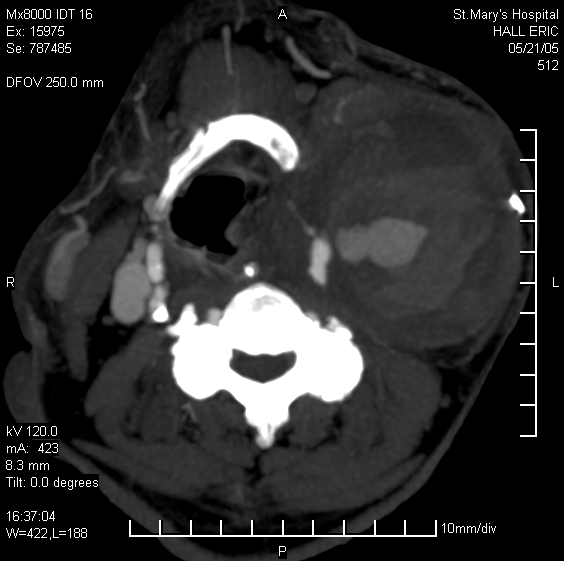 Mx8000 IDT 16
Ex: 15975
Se: 787485
DFOV 250.0 mm
A
St.Mary's Hospital
HALL ERIC
05/21/05
512
R
L
kV 120.0
mA: 423
8.3 mm
Tilt: 0.0 degrees
16:37:04
W=422,L=188
10mm/div
P